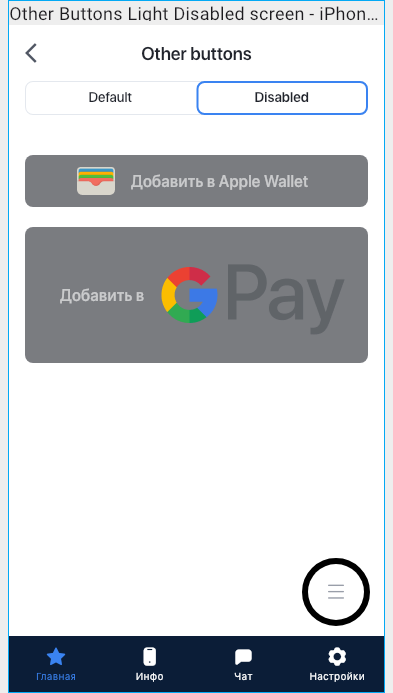 Other Buttons Light Disabled screen - iPhon...
Other buttons
Default
Disabled
Добавить в Apple Wallet
Добавить в G Pay
Главная
Инфо
Чат
Настройки